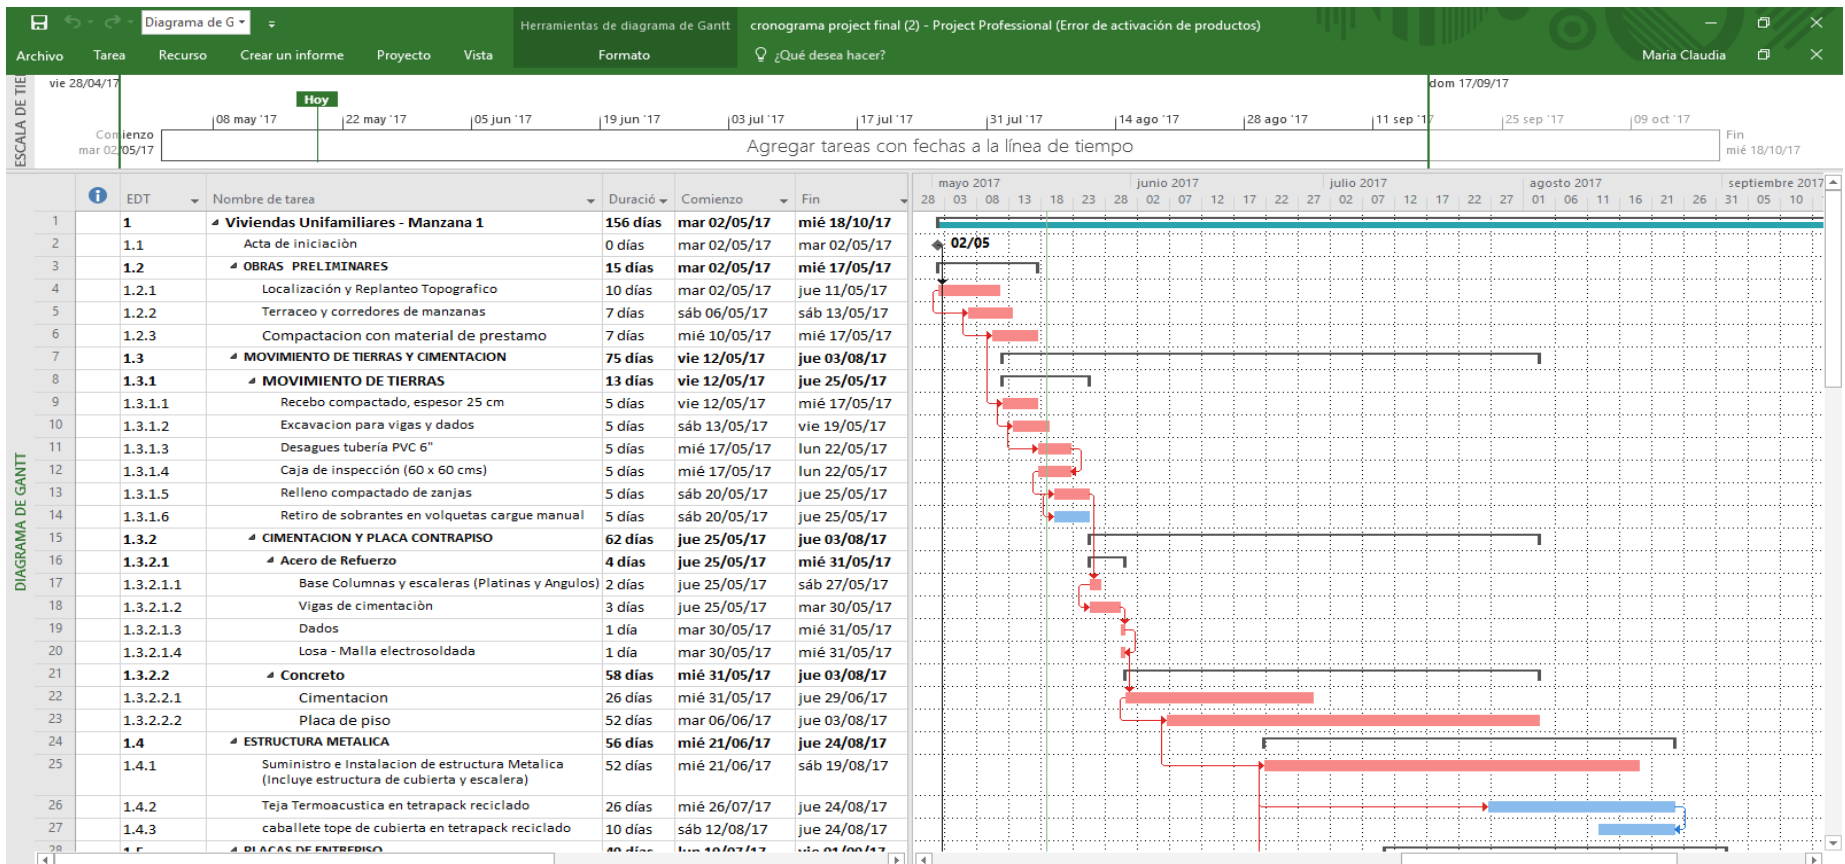 Diagrama de G
Herramientas de diagrama de Gantt
cronograma project final (2) - Project Professional (Error de activación de productos)
Archivo Tarea Recurso Crear un informe Proyecto Vista Formato ¿Qué desea hacer? Maria Claudia
ESCALA DE TIE
vie 28/04/17 dom 17/09/17
Hoy
08 may '17 22 may '17 05 jun '17 19 jun '17 03 jul '17 17 jul '17 31 jul '17 14 ago '17 28 ago '17 11 sep '17 25 sep '17 09 oct '17
Comienzo Fin
mar 02/05/17 Agregar tareas con fechas a la línea de tiempo mié 18/10/17
DIAGRAMA DE GANTT
mayo 2017 junio 2017 julio 2017 agosto 2017 septiembre 2017
EDT Nombre de tarea Duració Comienzo Fin 28 03 08 13 18 23 28 02 07 12 17 22 27 02 07 12 17 22 27 01 06 11 16 21 26 31 05 10
1 1 Viviendas Unifamiliares - Manzana 1 156 días mar 02/05/17 mié 18/10/17
2 1.1 Acta de iniciaciòn 0 días mar 02/05/17 mar 02/05/17 02/05
3 1.2 OBRAS PRELIMINARES 15 días mar 02/05/17 mié 17/05/17
4 1.2.1 Localización y Replanteo Topografico 10 días mar 02/05/17 jue 11/05/17
5 1.2.2 Terraceo y corredores de manzanas 7 días sáb 06/05/17 sáb 13/05/17
6 1.2.3 Compactacion con material de prestamo 7 días mié 10/05/17 mié 17/05/17
7 1.3 MOVIMIENTO DE TIERRAS Y CIMENTACION 75 días vie 12/05/17 jue 03/08/17
8 1.3.1 MOVIMIENTO DE TIERRAS 13 días vie 12/05/17 jue 25/05/17
9 1.3.1.1 Recebo compactado, espesor 25 cm 5 días vie 12/05/17 mié 17/05/17
10 1.3.1.2 Excavacion para vigas y dados 5 días sáb 13/05/17 vie 19/05/17
11 1.3.1.3 Desagues tubería PVC 6" 5 días mié 17/05/17 lun 22/05/17
12 1.3.1.4 Caja de inspección (60 x 60 cms) 5 días mié 17/05/17 lun 22/05/17
13 1.3.1.5 Relleno compactado de zanjas 5 días sáb 20/05/17 jue 25/05/17
14 1.3.1.6 Retiro de sobrantes en volquetas cargue manual 5 días sáb 20/05/17 jue 25/05/17
15 1.3.2 CIMENTACION Y PLACA CONTRAPISO 62 días jue 25/05/17 jue 03/08/17
16 1.3.2.1 Acero de Refuerzo 4 días jue 25/05/17 mié 31/05/17
17 1.3.2.1.1 Base Columnas y escaleras (Platinas y Angulos) 2 días jue 25/05/17 sáb 27/05/17
18 1.3.2.1.2 Vigas de cimentaciòn 3 días jue 25/05/17 mar 30/05/17
19 1.3.2.1.3 Dados 1 día mar 30/05/17 mié 31/05/17
20 1.3.2.1.4 Losa - Malla electrosoldada 1 día mar 30/05/17 mié 31/05/17
21 1.3.2.2 Concreto 58 días mié 31/05/17 jue 03/08/17
22 1.3.2.2.1 Cimentacion 26 días mié 31/05/17 jue 29/06/17
23 1.3.2.2.2 Placa de piso 52 días mar 06/06/17 jue 03/08/17
24 1.4 ESTRUCTURA METALICA 56 días mié 21/06/17 jue 24/08/17
25 1.4.1 Suministro e Instalacion de estructura Metalica 52 días mié 21/06/17 sáb 19/08/17
(Incluye estructura de cubierta y escalera)
26 1.4.2 Teja Termoacustica en tetrapack reciclado 26 días mié 26/07/17 jue 24/08/17
27 1.4.3 caballete tope de cubierta en tetrapack reciclado 10 días sáb 12/08/17 jue 24/08/17
28 1.5 PLACAS DE ENTREPISO 40 días lun 10/07/17 vie 01/09/17